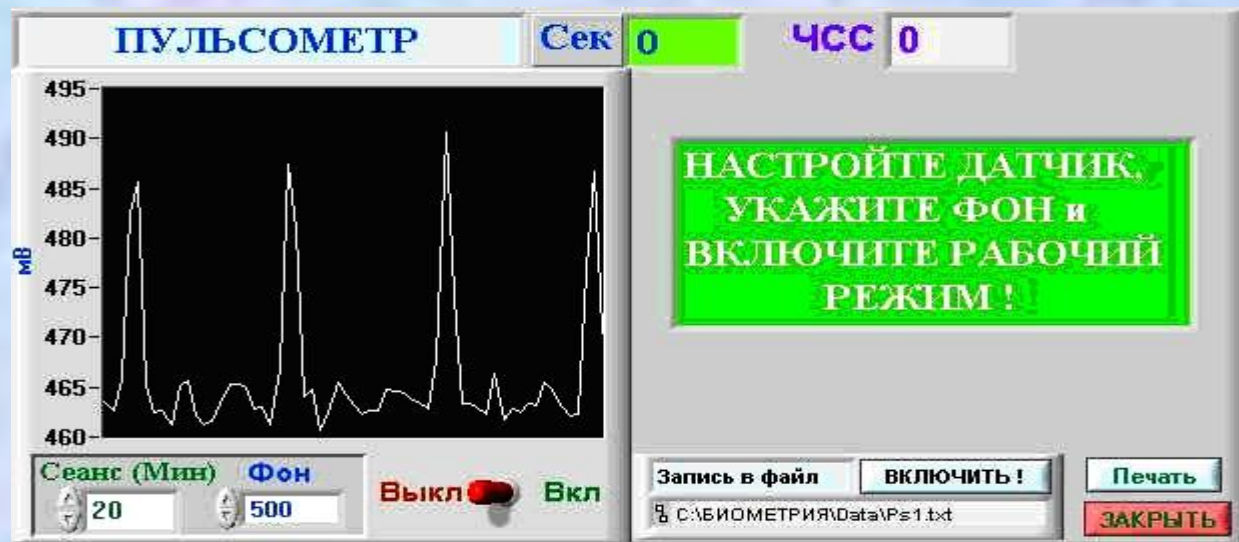 ПУЛЬСОМЕТР Сек 0 ЧСС 0
495
490
485
480
475
470
465
460
мВ
НАСТРОЙТЕ ДАТЧИК,
УКАЖИТЕ ФОН и
ВКЛЮЧИТЕ РАБОЧИЙ
РЕЖИМ !
Сеанс (Мин) Фон
20 500
Выкл Вкл
Запись в файл ВКЛЮЧИТЬ !
C:\БИОМЕТРИЯ\Data\Ps1.txt
Печать
ЗАКРЫТЬ